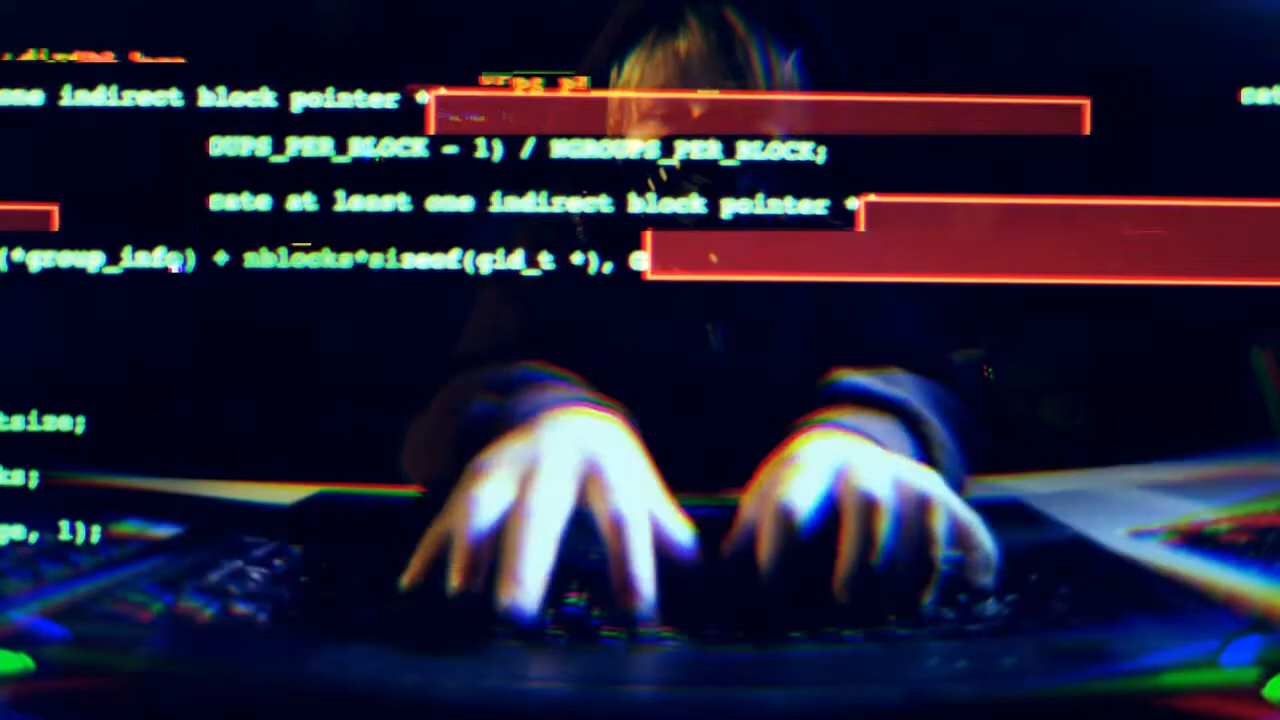 one indirect block pointer *
OUPS_PER_BLOCK - 1) / NGROUPS_PER_BLOCK;
cate at least one indirect block pointer *
(*group_info) + nblocks*sizeof(gid_t *), G
tsize;
ks;
ge, 1);